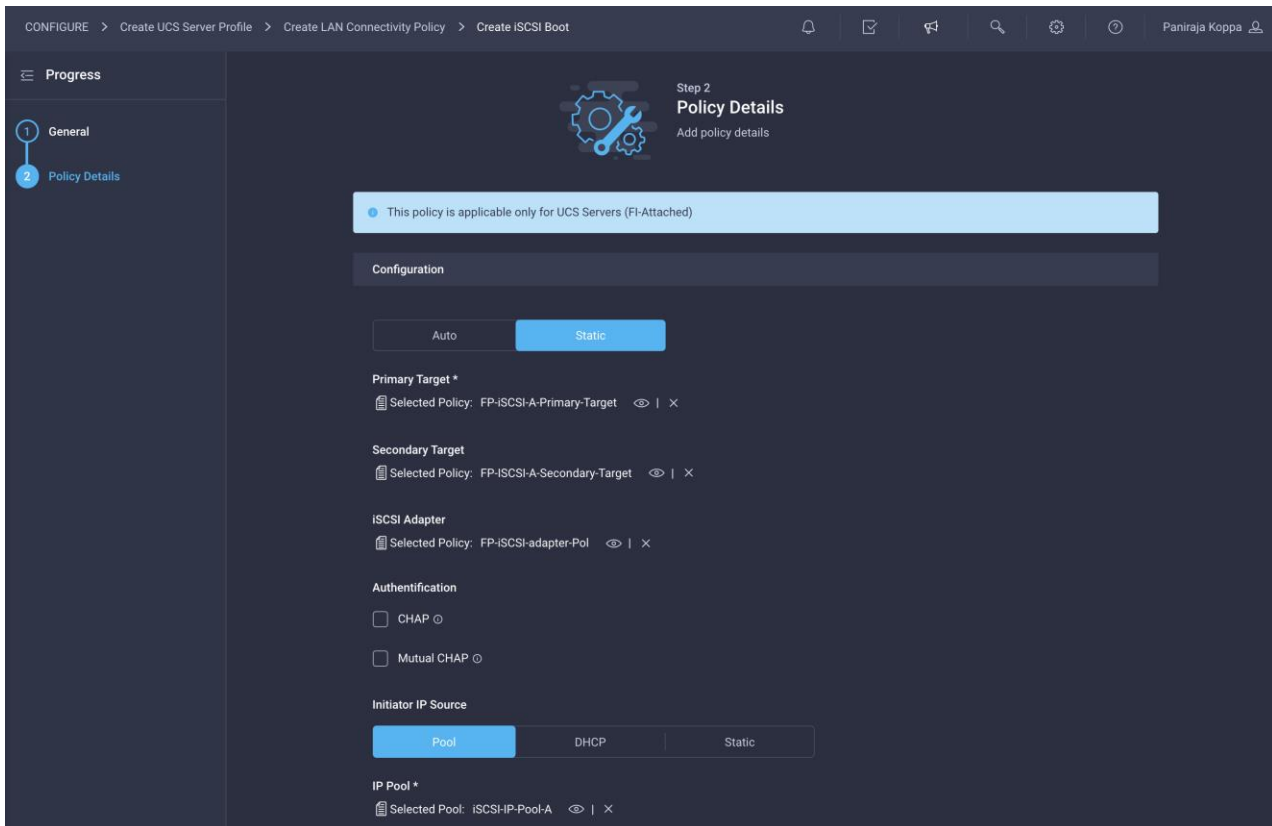 CONFIGURE > Create UCS Server Profile > Create LAN Connectivity Policy > Create iSCSI Boot
Paniraja Koppa
Progress
1 General
2 Policy Details
Step 2
Policy Details
Add policy details
This policy is applicable only for UCS Servers (FI-Attached)
Configuration
Auto Static
Primary Target *
Selected Policy: FP-iSCSI-A-Primary-Target | ×
Secondary Target
Selected Policy: FP-ISCSI-A-Secondary-Target | ×
iSCSI Adapter
Selected Policy: FP-iSCSI-adapter-Pol | ×
Authentification
CHAP
Mutual CHAP
Initiator IP Source
Pool DHCP Static
IP Pool *
Selected Pool: iSCSI-IP-Pool-A | ×